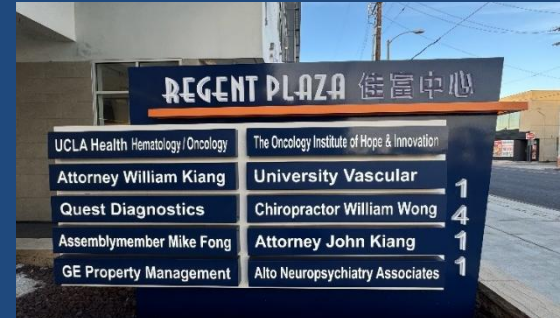 REGENT PLAZA 佳富中心
UCLA Health Hematology / Oncology
The Oncology Institute of Hope & Innovation
Attorney William Kiang
University Vascular
Quest Diagnostics
Chiropractor William Wong
Assemblymember Mike Fong
Attorney John Kiang
GE Property Management
Alto Neuropsychiatry Associates
1411